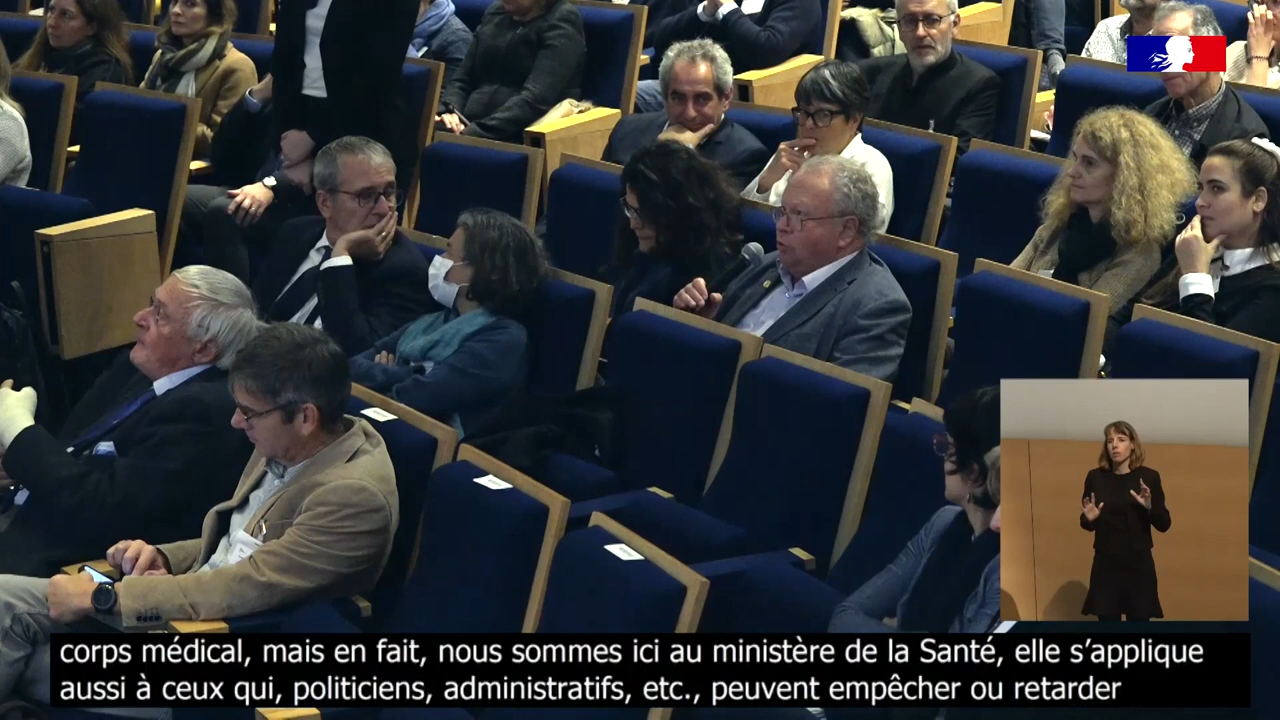 corps médical, mais en fait, nous sommes ici au ministère de la Santé, elle s’applique
aussi à ceux qui, politiciens, administratifs, etc., peuvent empêcher ou retarder